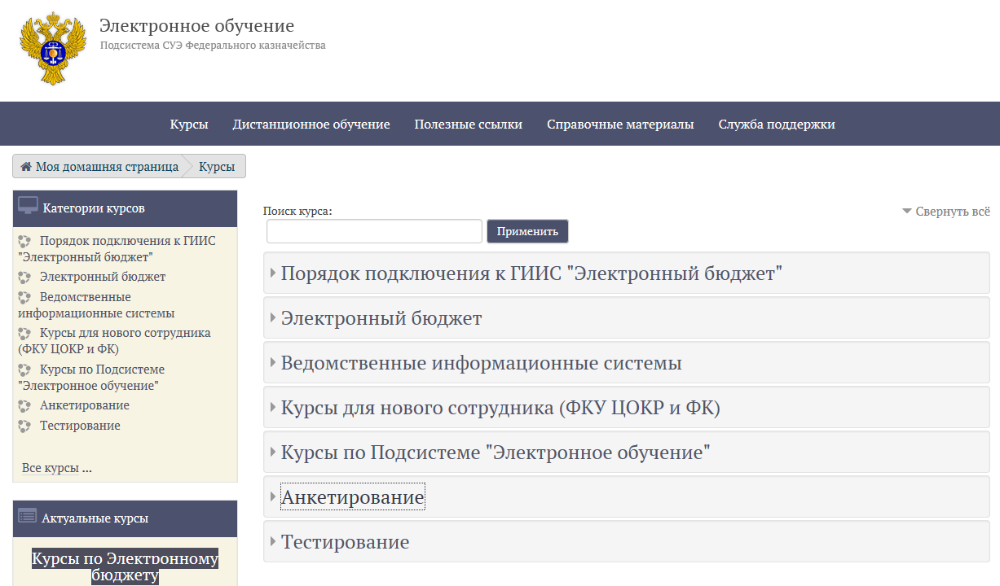 Электронное обучение
Подсистема СУЭ Федерального казначейства
Курсы Дистанционное обучение Полезные ссылки Справочные материалы Служба поддержки
Моя домашняя страница Курсы
Категории курсов
Порядок подключения к ГИИС
"Электронный бюджет"
Электронный бюджет
Ведомственные
информационные системы
Курсы для нового сотрудника
(ФКУ ЦОКР и ФК)
Курсы по Подсистеме
"Электронное обучение"
Анкетирование
Тестирование
Все курсы ...
Актуальные курсы
Курсы по Электронному
бюджету
Поиск курса:
Свернуть всё
Применить
Порядок подключения к ГИИС "Электронный бюджет"
Электронный бюджет
Ведомственные информационные системы
Курсы для нового сотрудника (ФКУ ЦОКР и ФК)
Курсы по Подсистеме "Электронное обучение"
Анкетирование
Тестирование